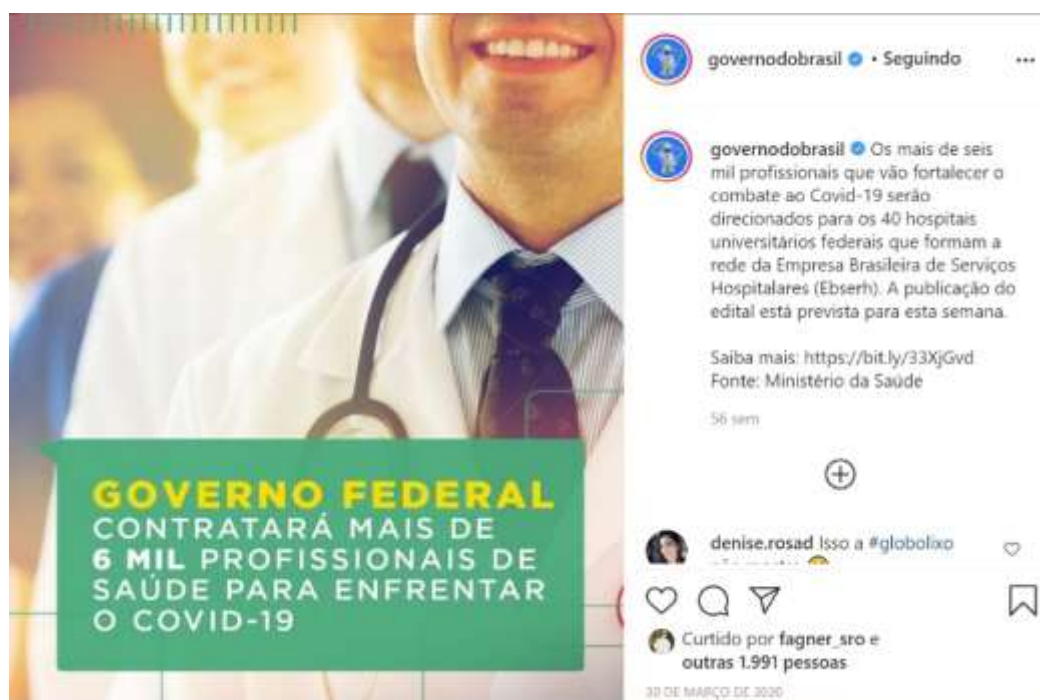 GOVERNO FEDERAL
CONTRATARÁ MAIS DE
6 MIL PROFISSIONAIS DE
SAÚDE PARA ENFRENTAR
O COVID-19
governodobrasil • Seguindo
governodobrasil Os mais de seis
mil profissionais que vão fortalecer o
combate ao Covid-19 serão
direcionados para os 40 hospitais
universitários federais que formam a
rede da Empresa Brasileira de Serviços
Hospitalares (Ebserh). A publicação do
edital está prevista para esta semana.
Saiba mais: https://bit.ly/33XjGvd
Fonte: Ministério da Saúde
56 sem
denise.rosad Isso a #globolixo
Curtido por fagner_sro e
outras 1.991 pessoas
30 DE MARÇO DE 2020